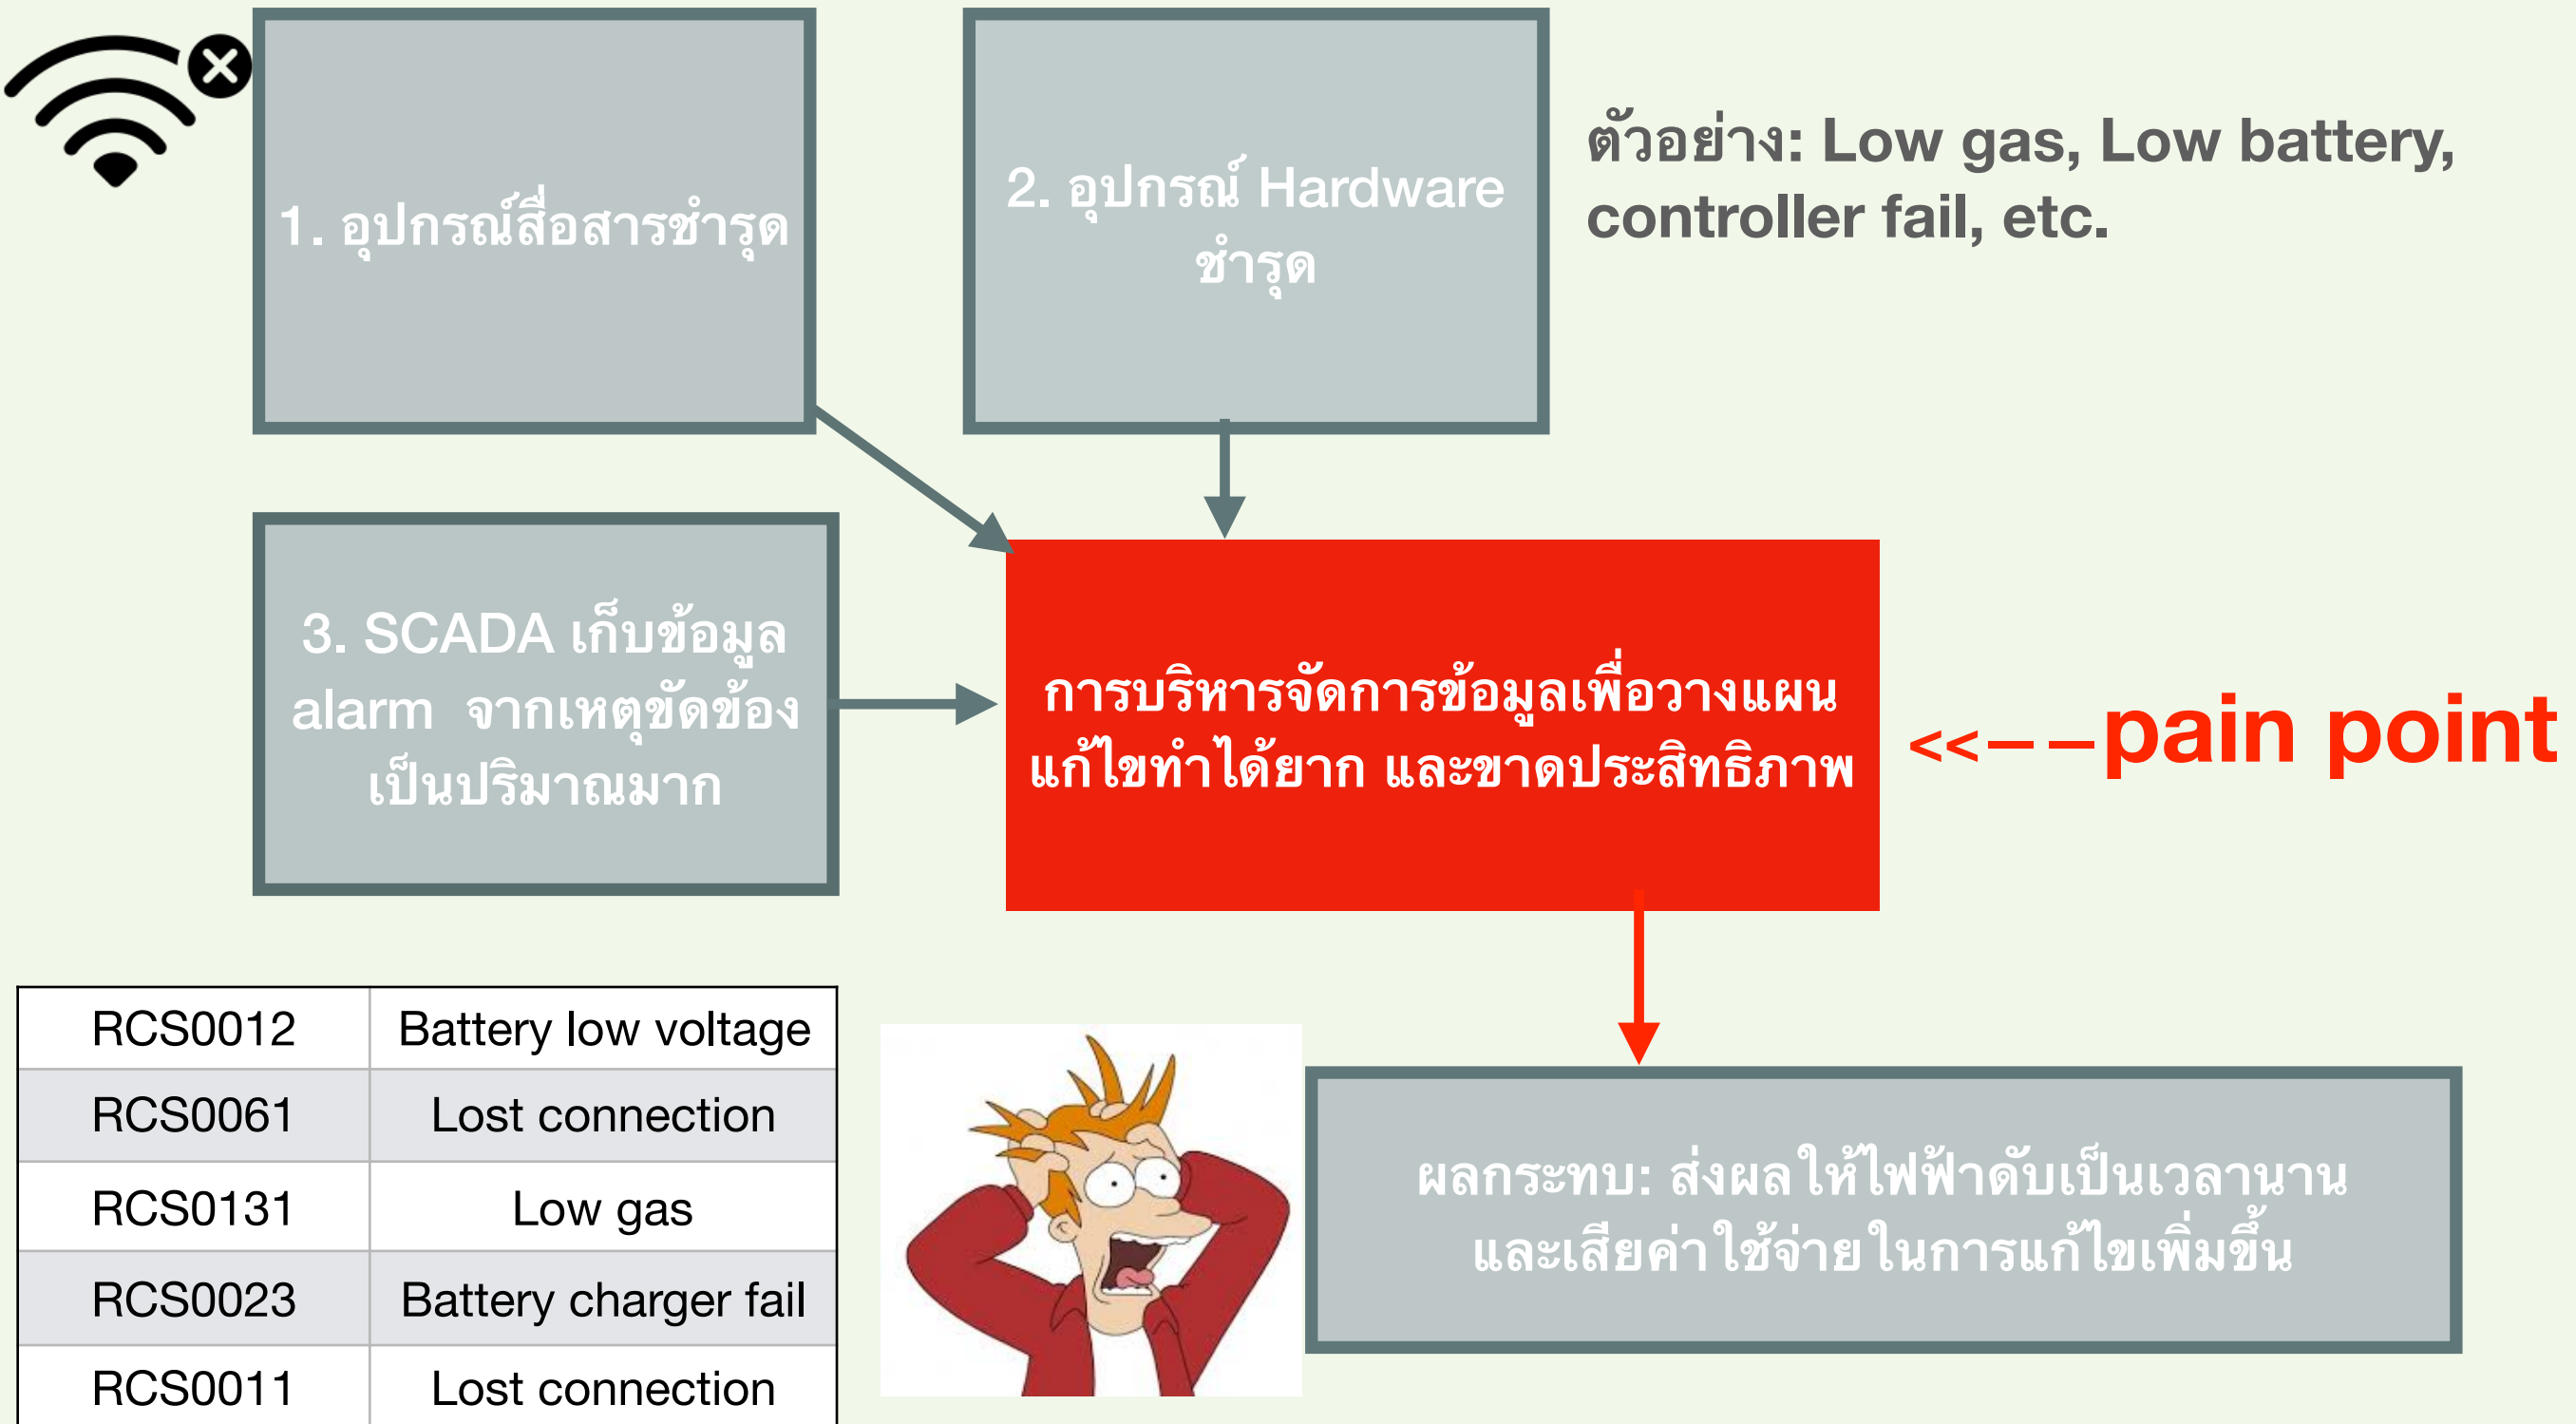 1. อุปกรณ์สื่อสารชำรุด
2. อุปกรณ์ Hardware
ชำรุด
ตัวอย่าง: Low gas, Low battery,
controller fail, etc.
3. SCADA เก็บข้อมูล
alarm จากเหตุขัดข้อง
เป็นปริมาณมาก
การบริหารจัดการข้อมูลเพื่อวางแผน
แก้ไขทำได้ยาก และขาดประสิทธิภาพ
<<––pain point
RCS0012 Battery low voltage
RCS0061 Lost connection
RCS0131 Low gas
RCS0023 Battery charger fail
RCS0011 Lost connection
ผลกระทบ: ส่งผลให้ไฟฟ้าดับเป็นเวลานาน
และเสียค่าใช้จ่ายในการแก้ไขเพิ่มขึ้น